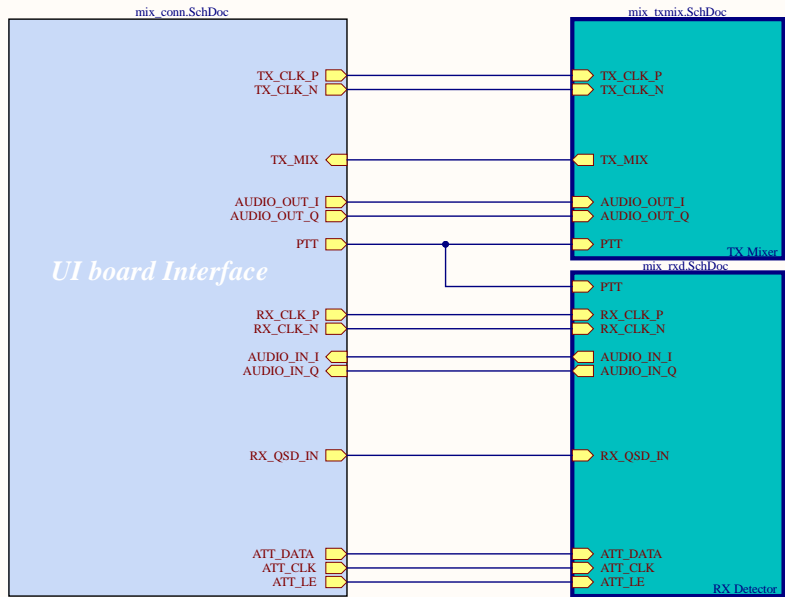 mix_conn.SchDoc
TX_CLK_P
TX_CLK_N
TX_MIX
AUDIO_OUT_I
AUDIO_OUT_Q
PTT
UI board Interface
RX_CLK_P
RX_CLK_N
AUDIO_IN_I
AUDIO_IN_Q
RX_QSD_IN
ATT_DATA
ATT_CLK
ATT_LE
mix_txmix.SchDoc
TX_CLK_P
TX_CLK_N
TX_MIX
AUDIO_OUT_I
AUDIO_OUT_Q
PTT
TX Mixer
mix_rxd.SchDoc
PTT
RX_CLK_P
RX_CLK_N
AUDIO_IN_I
AUDIO_IN_Q
RX_QSD_IN
ATT_DATA
ATT_CLK
ATT_LE
RX Detector